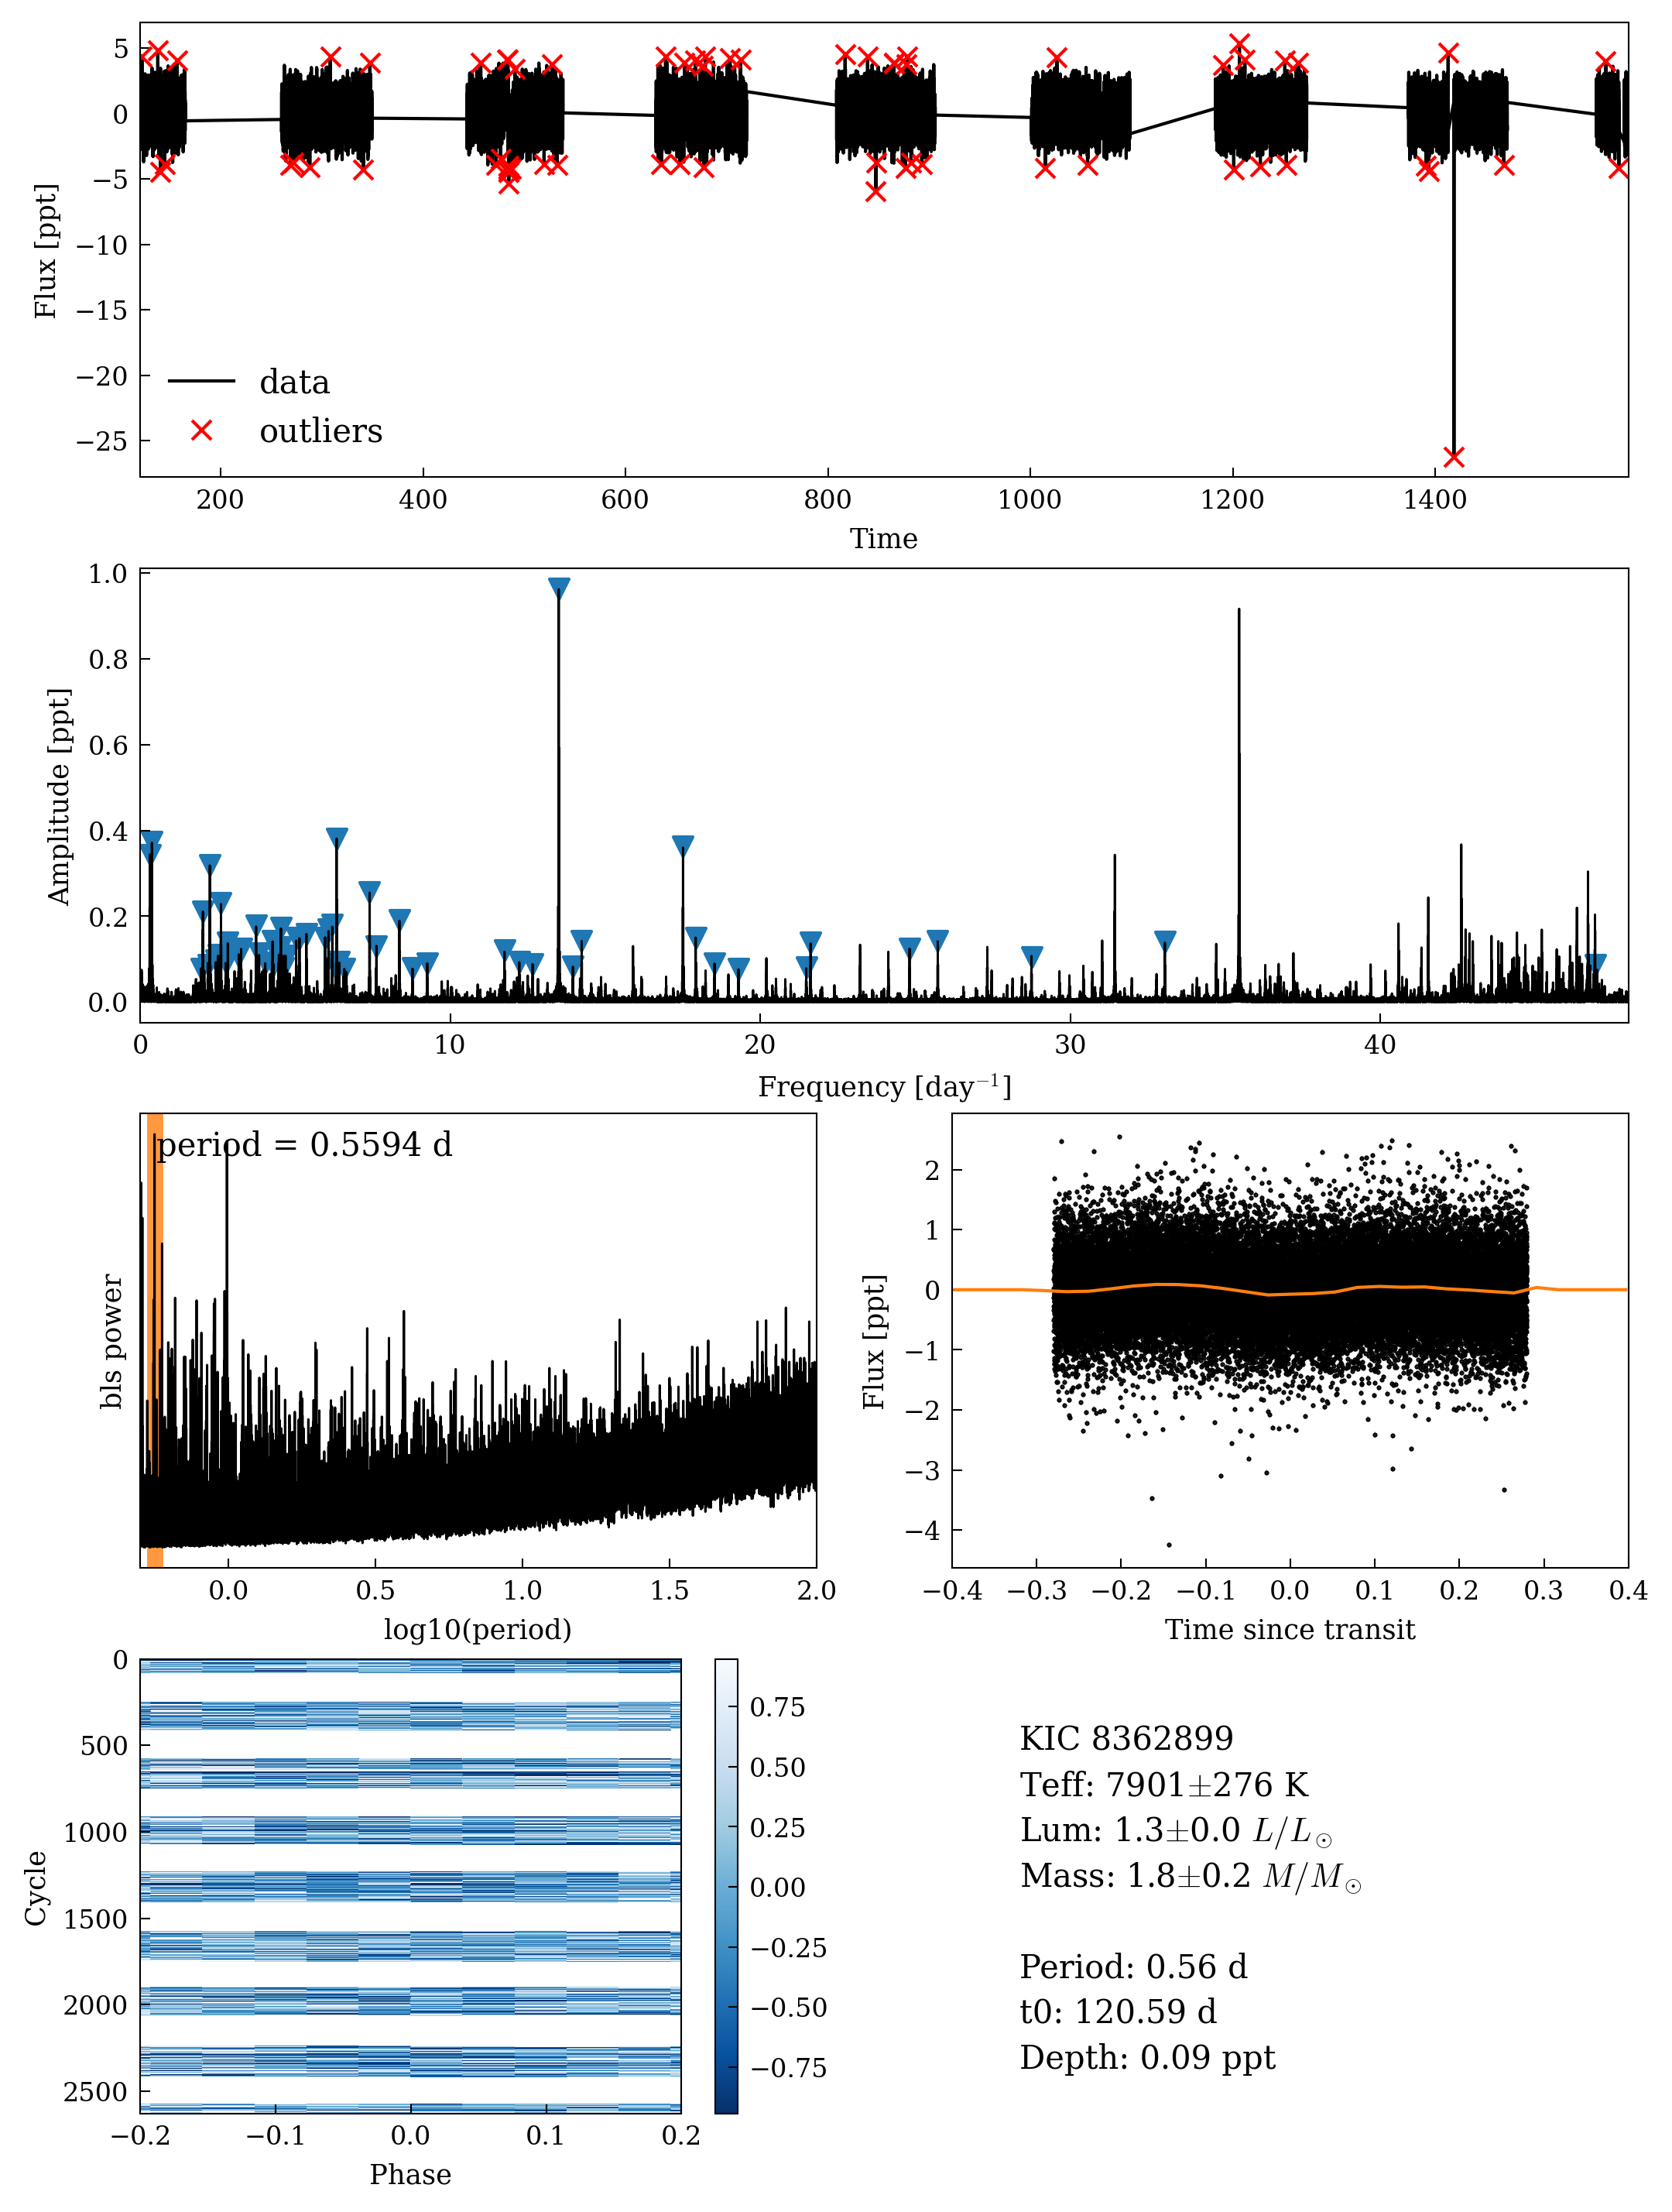 5
0
−5
−10
−15
−20
−25
Flux [ppt]
data
outliers
200 400 600 800 1000 1200 1400
Time
1.0
0.8
0.6
0.4
0.2
0.0
Amplitude [ppt]
0 10 20 30 40
Frequency [day⁻¹]
period = 0.5594 d
bls power
0.0 0.5 1.0 1.5 2.0
log10(period)
2
1
0
−1
−2
−3
−4
Flux [ppt]
−0.4 −0.3 −0.2 −0.1 0.0 0.1 0.2 0.3 0.4
Time since transit
0
500
1000
1500
2000
2500
Cycle
−0.2 −0.1 0.0 0.1 0.2
Phase
0.75
0.50
0.25
0.00
−0.25
−0.50
−0.75
KIC 8362899
Teff: 7901±276 K
Lum: 1.3±0.0 L/L⊙
Mass: 1.8±0.2 M/M⊙
Period: 0.56 d
t0: 120.59 d
Depth: 0.09 ppt